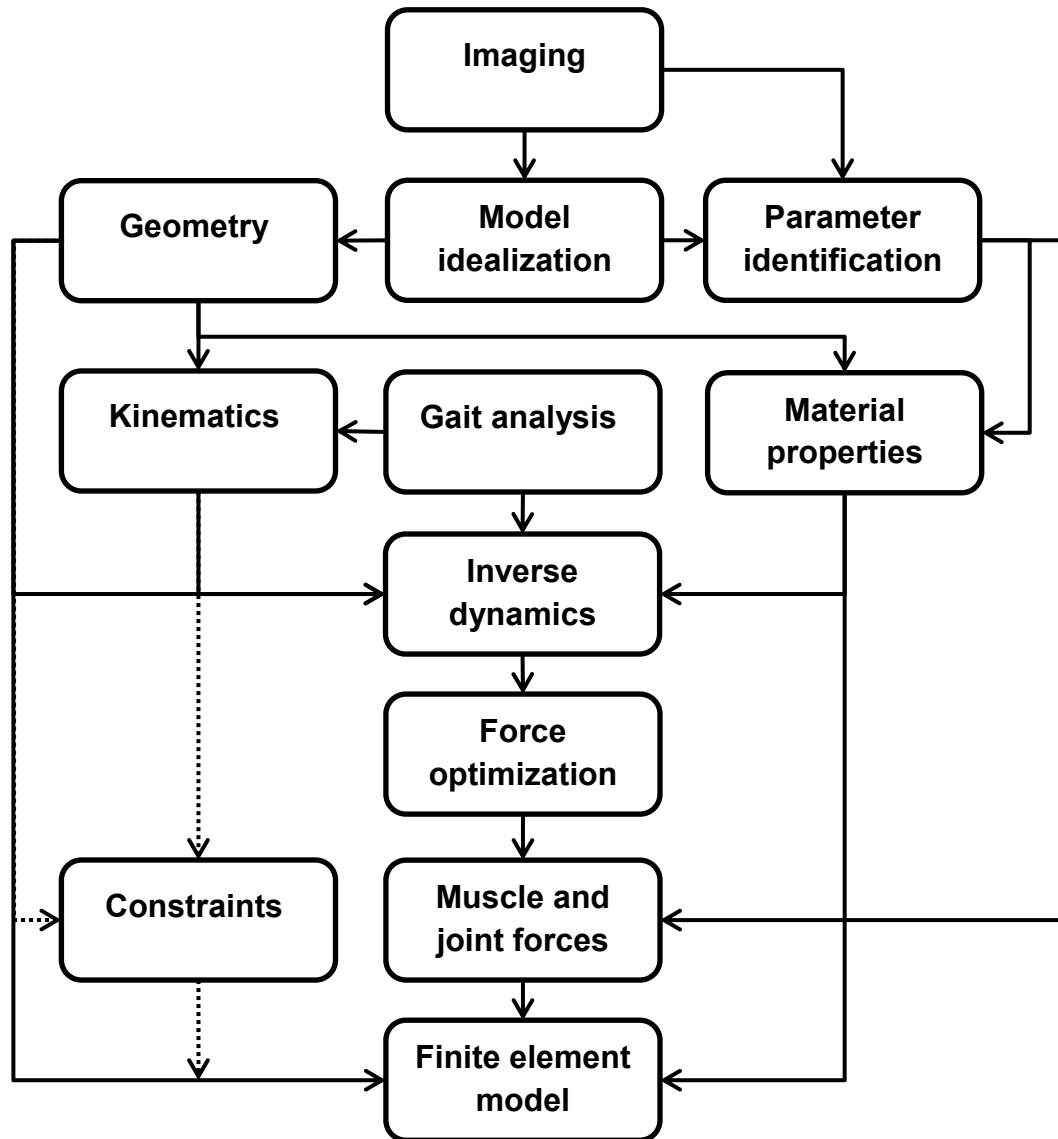 Imaging
Geometry
Model
idealization
Parameter
identification
Kinematics
Gait analysis
Material
properties
Inverse
dynamics
Force
optimization
Constraints
Muscle and
joint forces
Finite element
model